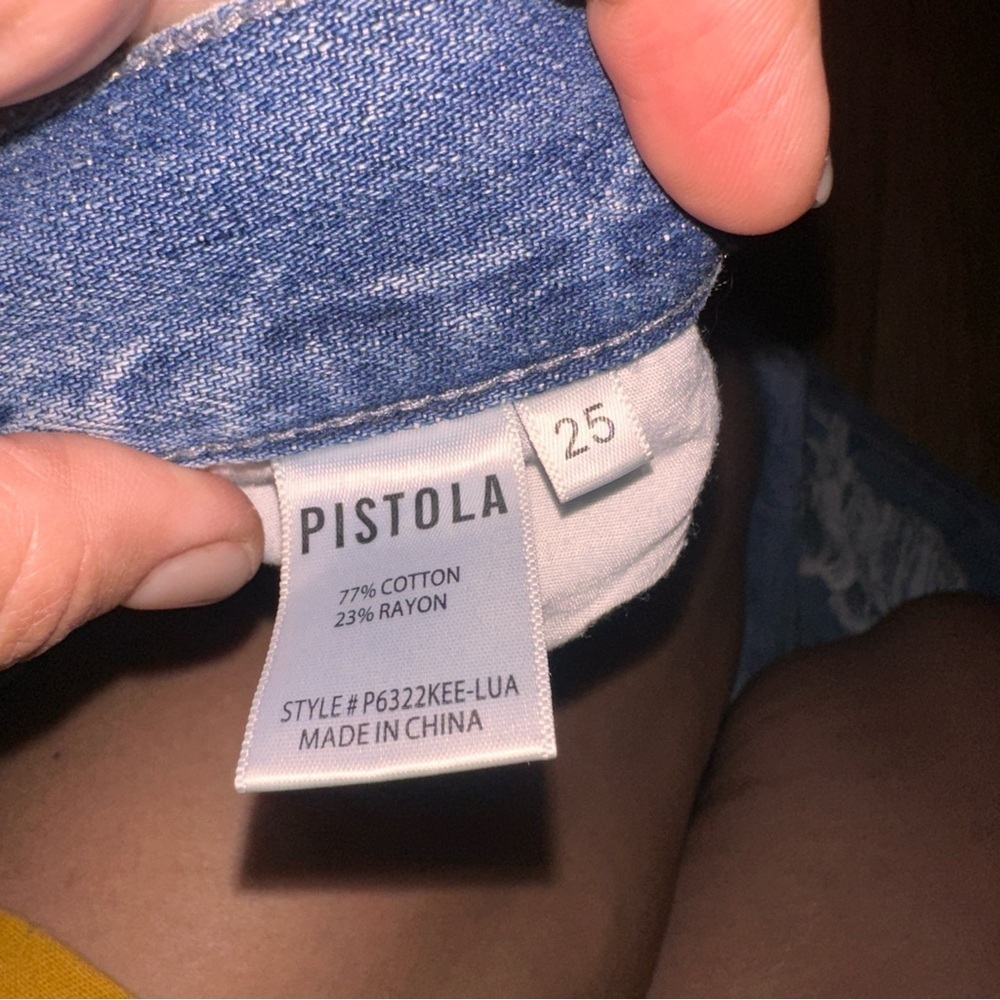 25
PISTOLA
77% COTTON
23% RAYON
STYLE # P6322KEE-LUA
MADE IN CHINA